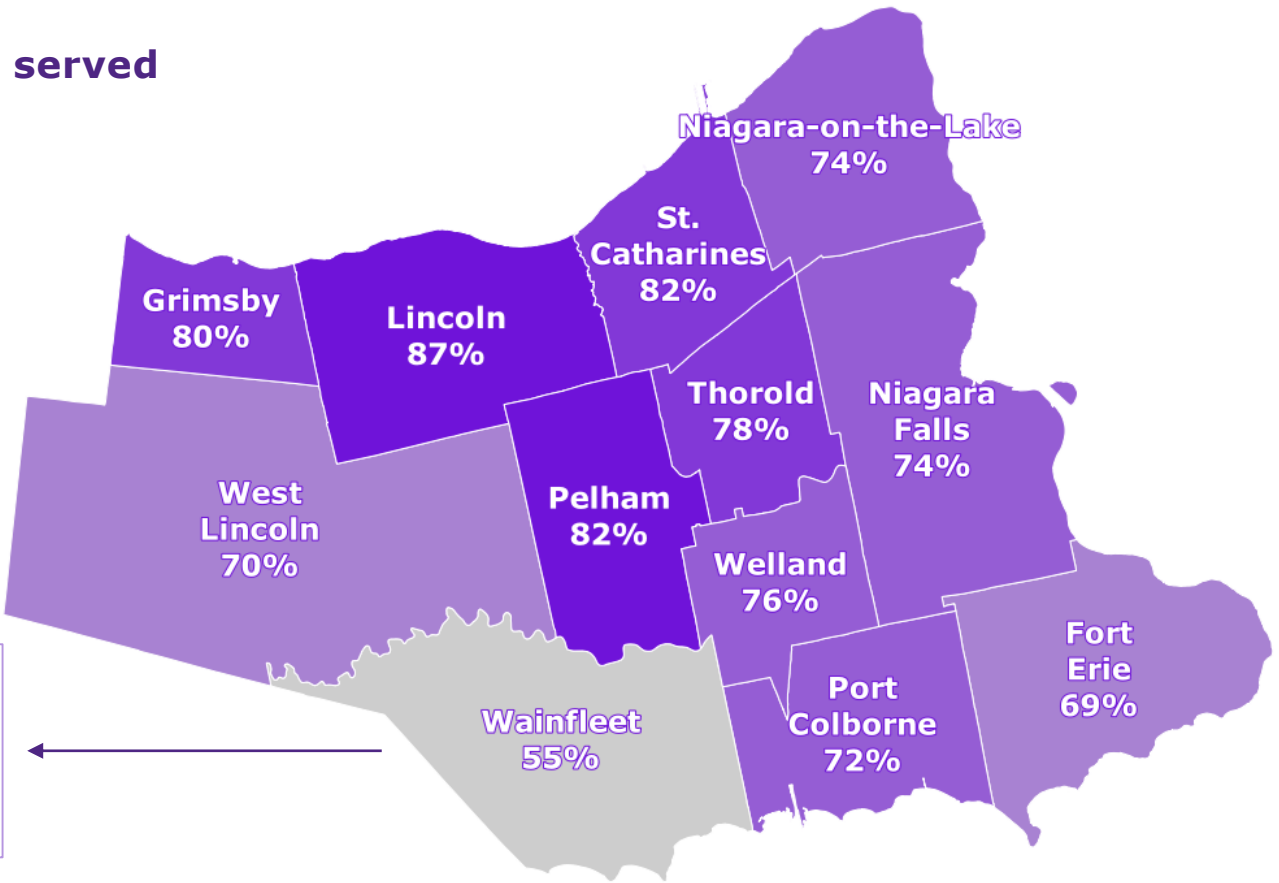 served
Niagara-on-the-Lake
74%
St.
Catharines
82%
Grimsby
80%
Lincoln
87%
Thorold
78%
Niagara
Falls
74%
West
Lincoln
70%
Pelham
82%
Welland
76%
Fort
Erie
69%
Port
Colborne
72%
Wainfleet
55%